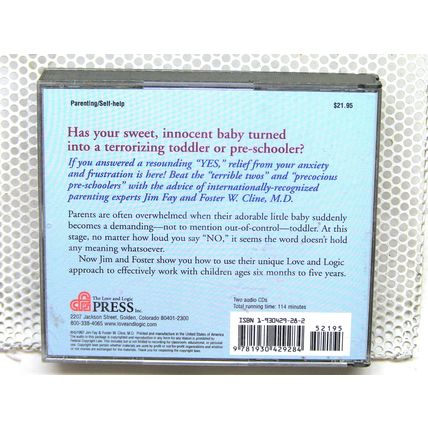 Parenting/Self-help
$21.95
Has your sweet, innocent baby turned
into a terrorizing toddler or pre-schooler?
If you answered a resounding "YES," relief from your anxiety
and frustration is here! Beat the "terrible twos" and "precocious
pre-schoolers" with the advice of internationally-recognized
parenting experts Jim Fay and Foster W. Cline, M.D.
Parents are often overwhelmed when their adorable little baby suddenly
becomes a demanding—not to mention out-of-control—toddler. At this
stage, no matter how loud you say "NO," it seems the word doesn't hold
any meaning whatsoever.
Now Jim and Foster show you how to use their unique Love and Logic
approach to effectively work with children ages six months to five years.
The Love and Logic
PRESS Inc.
2207 Jackson Street, Golden, Colorado 80401-2300
800-338-4065 www.loveandlogic.com
Two audio CDs
Total running time: 114 minutes
ISBN 1-930429-28-2
52195
9 781930 429284